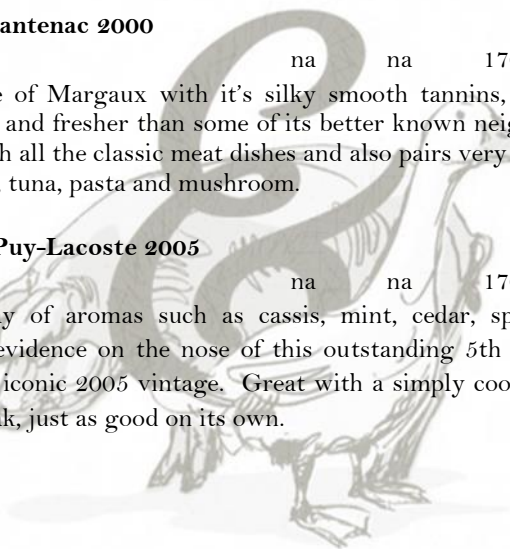 antenac 2000
na na 17
e of Margaux with it's silky smooth tannins,
and fresher than some of its better known neig
h all the classic meat dishes and also pairs very
, tuna, pasta and mushroom.
Puy-Lacoste 2005
na na 17
y of aromas such as cassis, mint, cedar, sp
evidence on the nose of this outstanding 5th
iconic 2005 vintage. Great with a simply coo
k, just as good on its own.